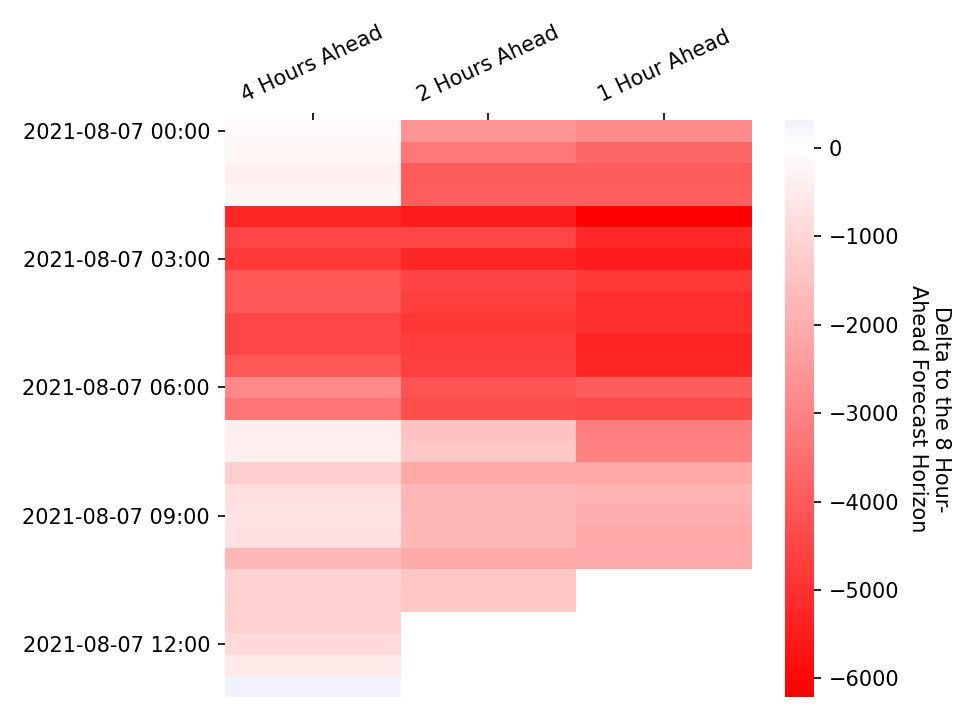 4 Hours Ahead
2 Hours Ahead
1 Hour Ahead
2021-08-07 00:00
2021-08-07 03:00
2021-08-07 06:00
2021-08-07 09:00
2021-08-07 12:00
0
−1000
−2000
−3000
−4000
−5000
−6000
Delta to the 8 Hour-
Ahead Forecast Horizon